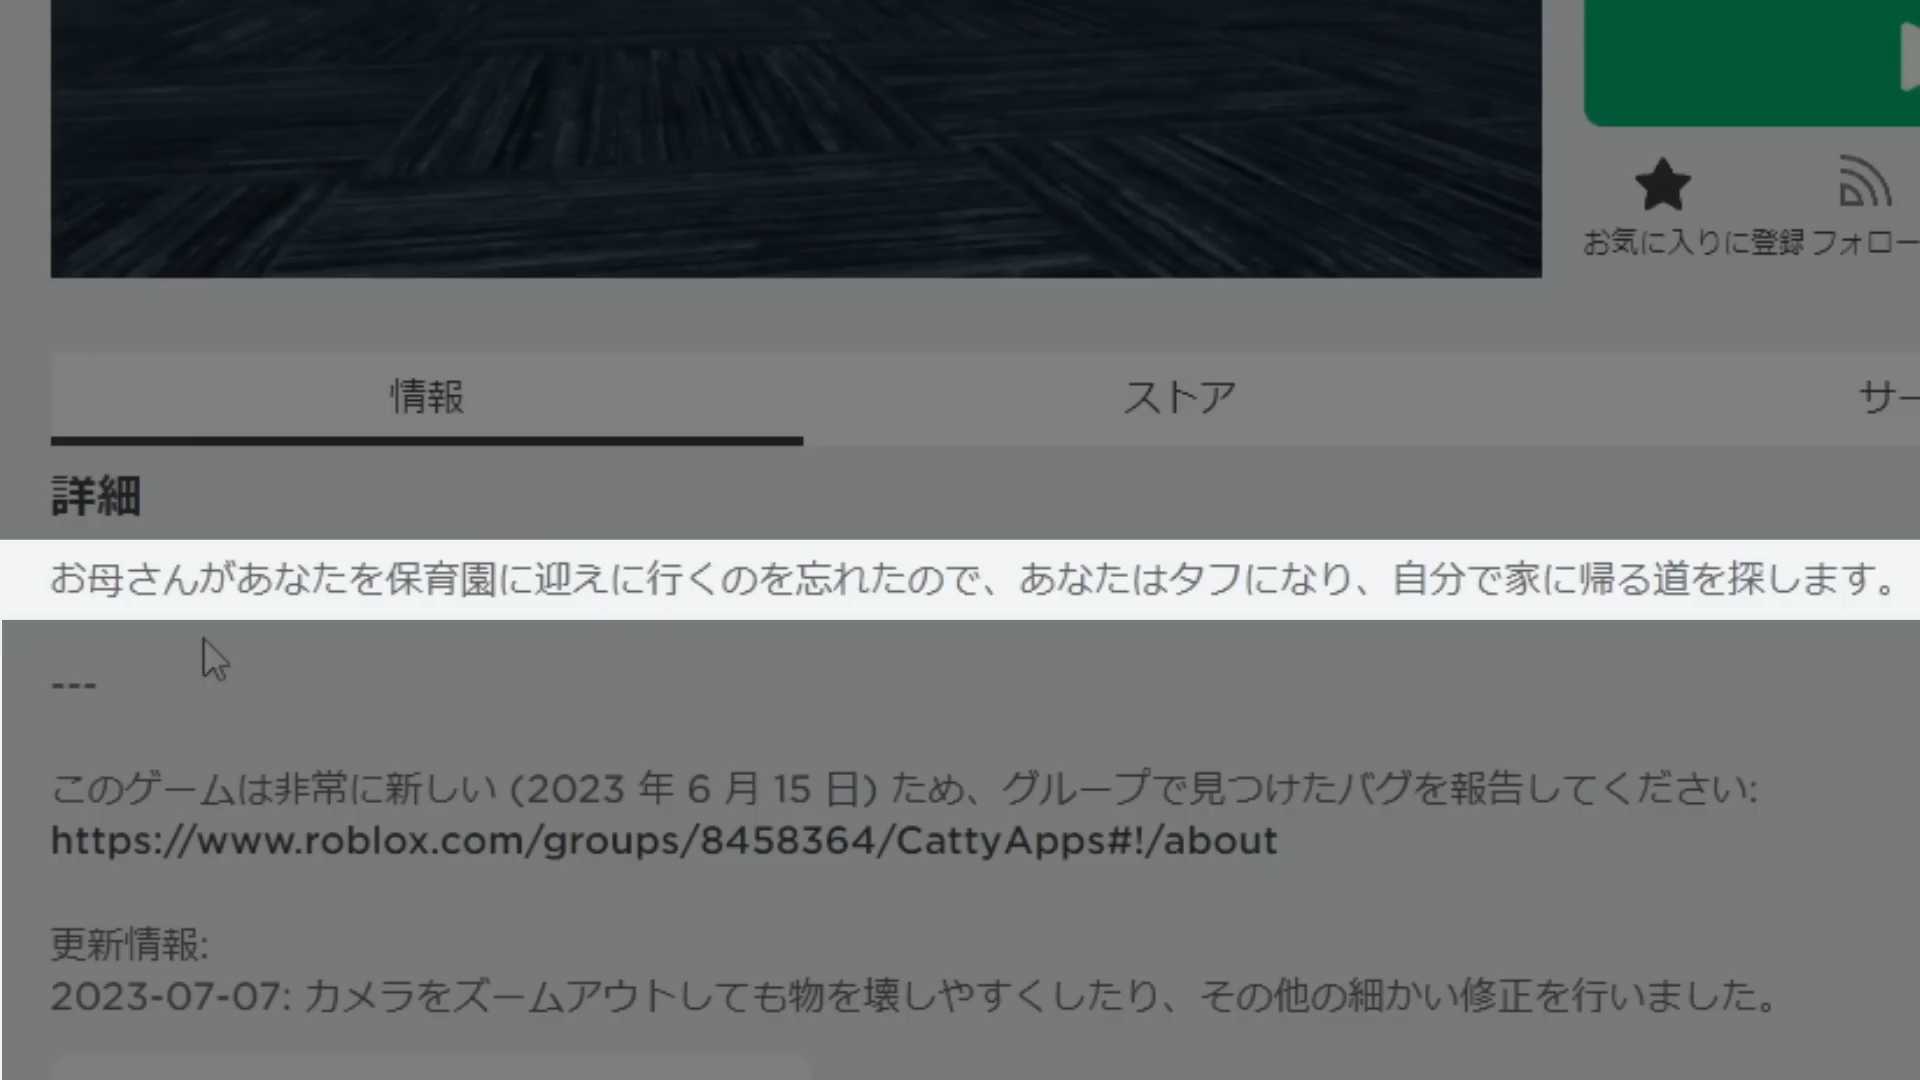 お気に入りに登録 フォロー
情報 ストア サー
詳細
お母さんがあなたを保育園に迎えに行くのを忘れたので、あなたはタフになり、自分で家に帰る道を探します。
---
このゲームは非常に新しい (2023 年 6 月 15 日) ため、グループで見つけたバグを報告してください:
https://www.roblox.com/groups/8458364/CattyApps#!/about
更新情報:
2023-07-07: カメラをズームアウトしても物を壊しやすくしたり、その他の細かい修正を行いました。